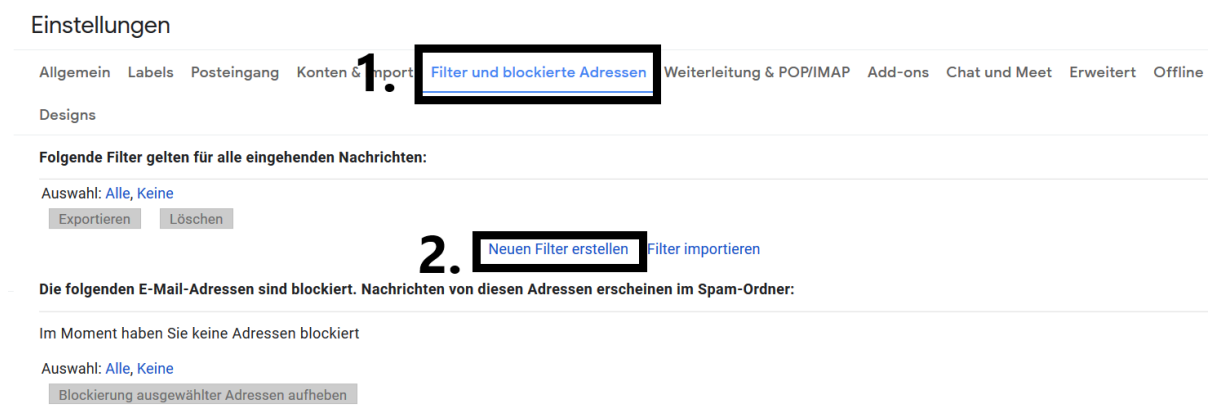 Einstellungen
1.
Allgemein Labels Posteingang Konten & Import Filter und blockierte Adressen Weiterleitung & POP/IMAP Add-ons Chat und Meet Erweitert Offline
Designs
Folgende Filter gelten für alle eingehenden Nachrichten:
Auswahl: Alle, Keine
Exportieren Löschen
2. Neuen Filter erstellen Filter importieren
Die folgenden E-Mail-Adressen sind blockiert. Nachrichten von diesen Adressen erscheinen im Spam-Ordner:
Im Moment haben Sie keine Adressen blockiert
Auswahl: Alle, Keine
Blockierung ausgewählter Adressen aufheben